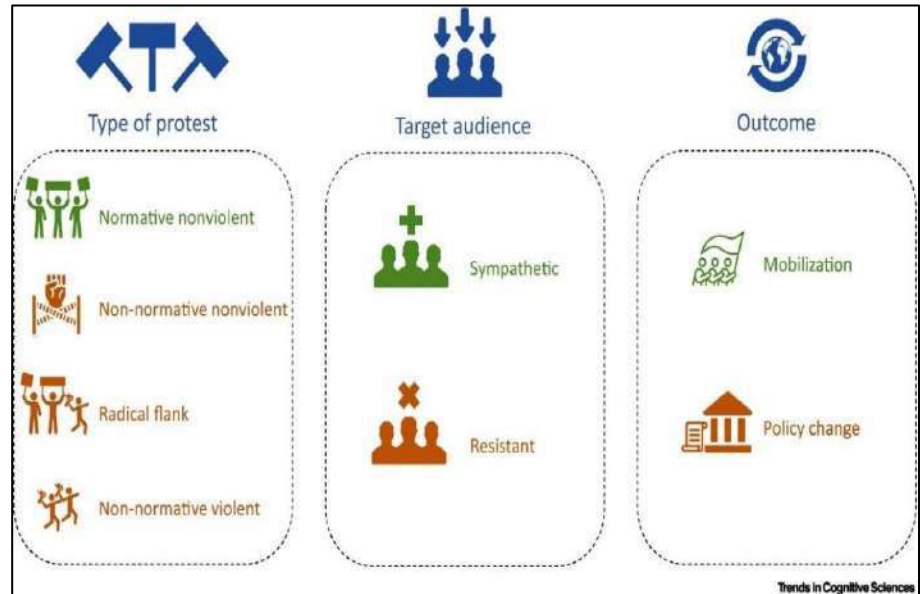 Type of protest
Target audience
Outcome
Normative nonviolent
Non-normative nonviolent
Radical flank
Non-normative violent
Sympathetic
Resistant
Mobilization
Policy change
Trends in Cognitive Sciences